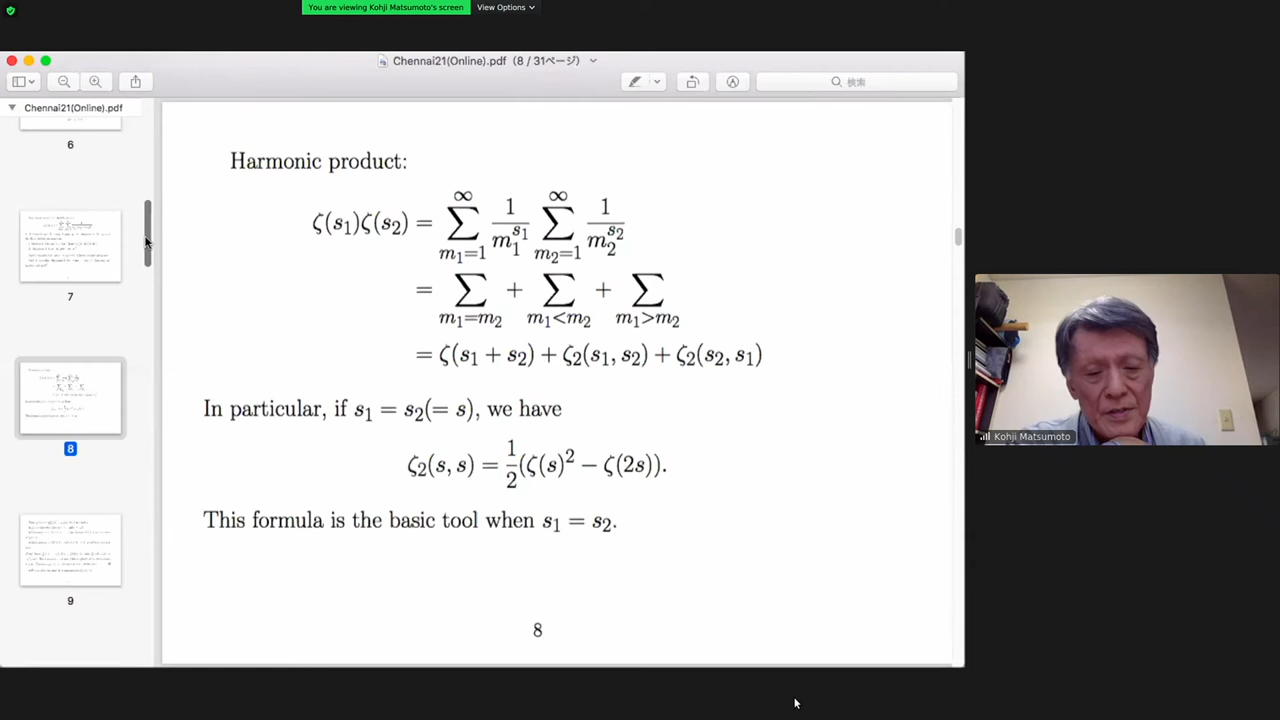 You are viewing Kohji Matsumoto's screen
View Options
Chennai21(Online).pdf (8 / 31ページ)
検索
Chennai21(Online).pdf
6
7
8
9
Harmonic product:
ζ(s₁)ζ(s₂) = ∑_{m₁=1}^{∞} 1/m₁^{s₁} ∑_{m₂=1}^{∞} 1/m₂^{s₂}
= ∑_{m₁=m₂} + ∑_{m₁<m₂} + ∑_{m₁>m₂}
= ζ(s₁ + s₂) + ζ₂(s₁, s₂) + ζ₂(s₂, s₁)
In particular, if s₁ = s₂(= s), we have
ζ₂(s, s) = 1/2(ζ(s)² − ζ(2s)).
This formula is the basic tool when s₁ = s₂.
8
Kohji Matsumoto